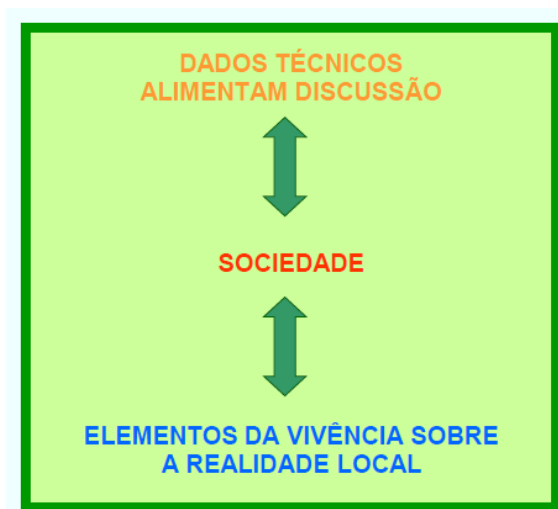 DADOS TÉCNICOS
ALIMENTAM DISCUSSÃO
SOCIEDADE
ELEMENTOS DA VIVÊNCIA SOBRE
A REALIDADE LOCAL